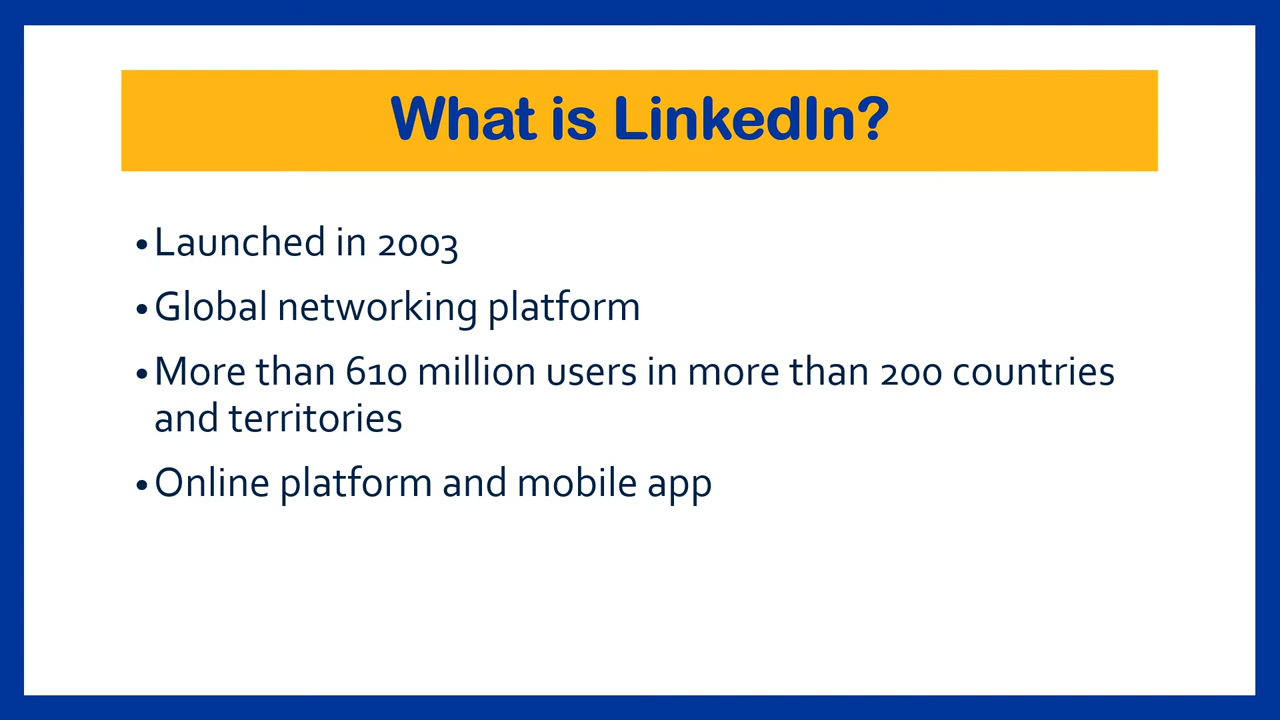 What is LinkedIn?
•Launched in 2003
•Global networking platform
•More than 610 million users in more than 200 countries
and territories
•Online platform and mobile app